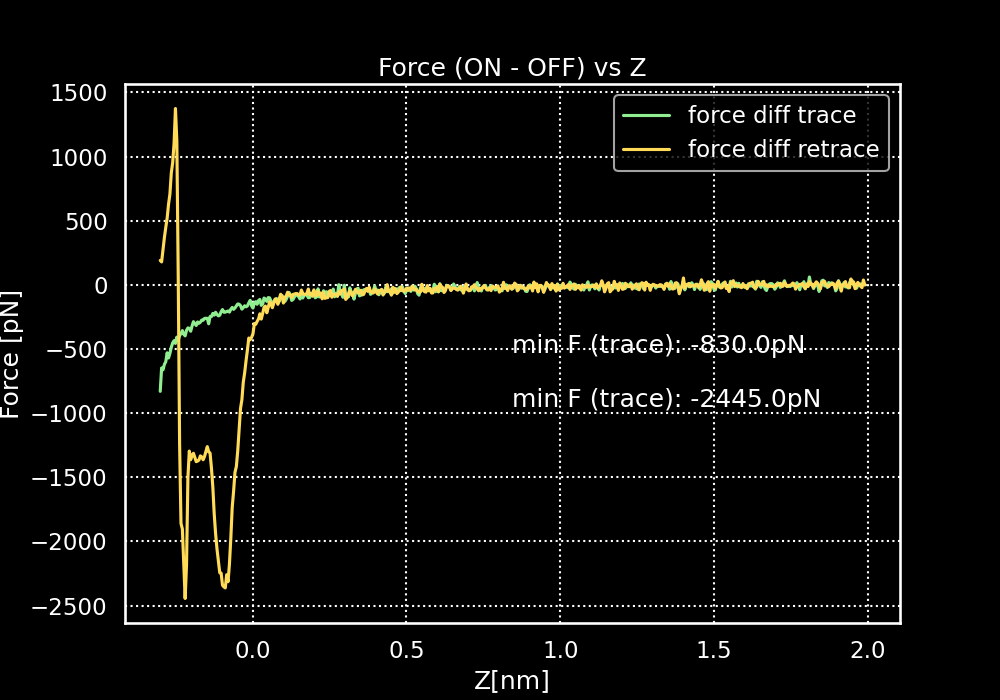 Force (ON - OFF) vs Z
force diff trace
force diff retrace
1500
1000
500
0
−500
−1000
−1500
−2000
−2500
Force [pN]
min F (trace): -830.0pN
min F (trace): -2445.0pN
0.0 0.5 1.0 1.5 2.0
Z[nm]